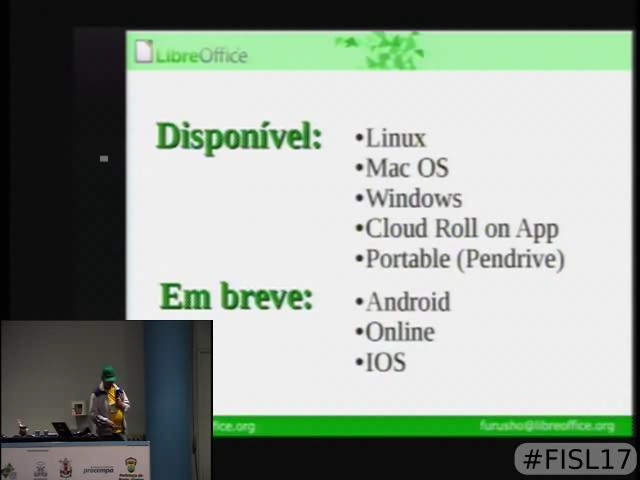 LibreOffice
Disponível:
•Linux
•Mac OS
•Windows
•Cloud Roll on App
•Portable (Pendrive)
Em breve:
•Android
•Online
•IOS
ffice.org
furusho@libreoffice.org
procempa
#FISL17